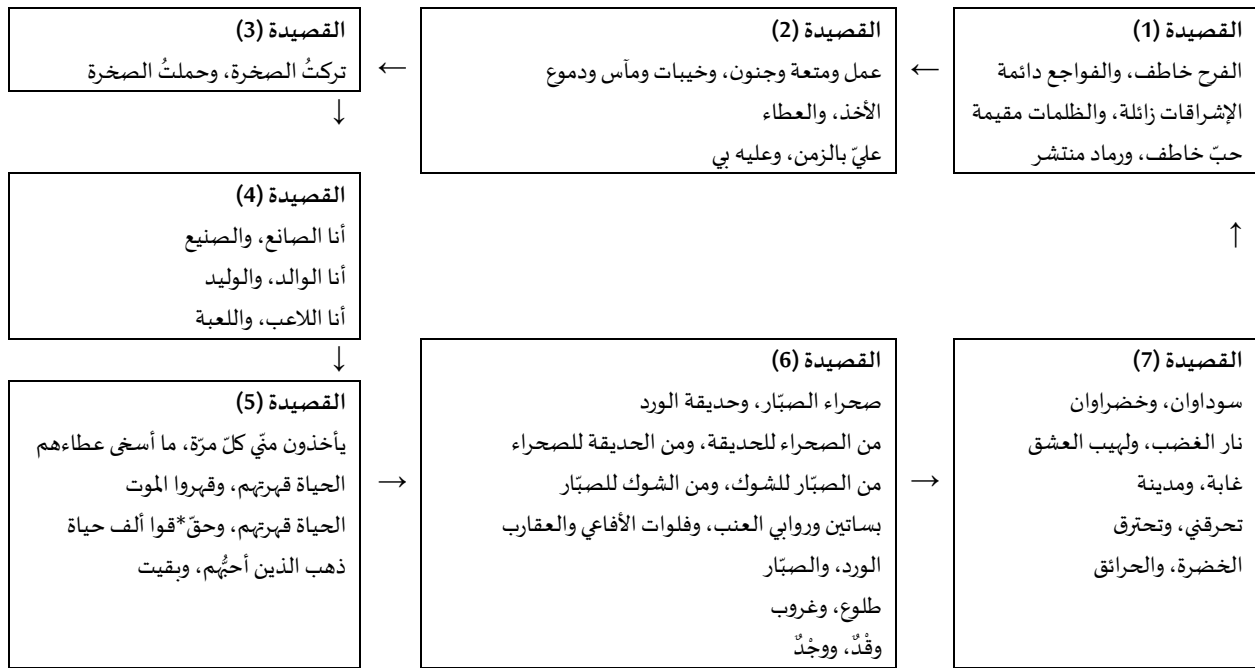 القصيدة (1)
الفرح خاطف، والفواجع دائمة
الإشراقات زائلة، والظلمات مقيمة
حبّ خاطف، ورماد منتشر
←
القصيدة (2)
عمل ومتعة وجنون، وخيبات ومآس ودموع
الأخذ، والعطاء
عليّ بالزمن، وعليه بي
←
القصيدة (3)
تركتُ الصخرة، وحملتُ الصخرة
↓
القصيدة (4)
أنا الصانع، والصنيع
أنا الوالد، والوليد
أنا اللاعب، واللعبة
↓
القصيدة (5)
يأخذون منّي كلّ مرّة، ما أسخى عطاءهم
الحياة قهرتهم، وقهروا الموت
الحياة قهرتهم، وحقّ*قوا ألف حياة
ذهب الذين أحبُّهم، وبقيت
→
القصيدة (6)
صحراء الصبّار، وحديقة الورد
من الصحراء للحديقة، ومن الحديقة للصحراء
من الصبّار للشوك، ومن الشوك للصبّار
بساتين وروابي العنب، وفلوات الأفاعي والعقارب
الورد، والصبّار
طلوع، وغروب
وقْدٌ، ووجْدٌ
→
القصيدة (7)
سوداوان، وخضراوان
نار الغضب، ولهيب العشق
غابة، ومدينة
تحرقني، وتحترق
الخضرة، والحرائق
↑